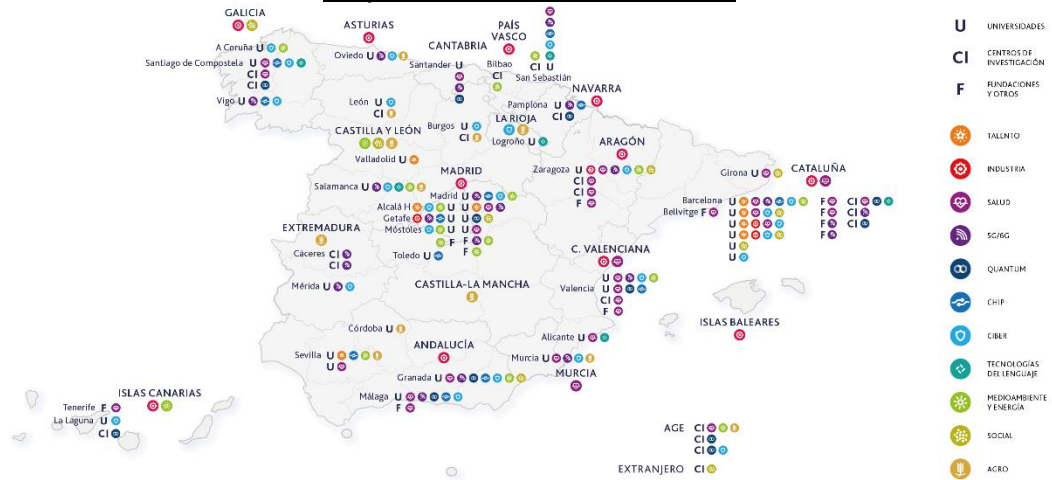 GALICIA
A Coruña U
Santiago de Compostela U
CI
CI
Vigo U
ASTURIAS
Oviedo U
CANTABRIA
Santander U
PAÍS
VASCO
Bilbao
CI
CI U
San Sebastián
NAVARRA
Pamplona U
CI
León U
CI
CASTILLA Y LEÓN
Burgos U
CI
LA RIOJA
Logroño U
Valladolid U
Salamanca U
ARAGÓN
Zaragoza U
CI
CI
F
Girona U
CATALUÑA
Barcelona U F CI
Bellvitge F U F CI
U F CI
U F
U
U
MADRID
Madrid U
Alcalá H U U
Getafe U U
Móstoles U U
F F
F
Toledo U
EXTREMADURA
Cáceres CI
CI
Mérida U
CASTILLA-LA MANCHA
C. VALENCIANA
U
Valencia U
CI
F
Alicante U
ISLAS BALEARES
Córdoba U
ANDALUCÍA
Sevilla U
U
Granada U
Málaga U
F
Murcia U
MURCIA
ISLAS CANARIAS
Tenerife F
La Laguna U
CI
AGE CI
CI
CI
EXTRANJERO CI
U UNIVERSIDADES
CI CENTROS DE
INVESTIGACIÓN
F FUNDACIONES
Y OTROS
TALENTO
INDUSTRIA
SALUD
5G/6G
QUANTUM
CHIP
CIBER
TECNOLOGÍAS
DEL LENGUAJE
MEDIOAMBIENTE
Y ENERGÍA
SOCIAL
AGRO